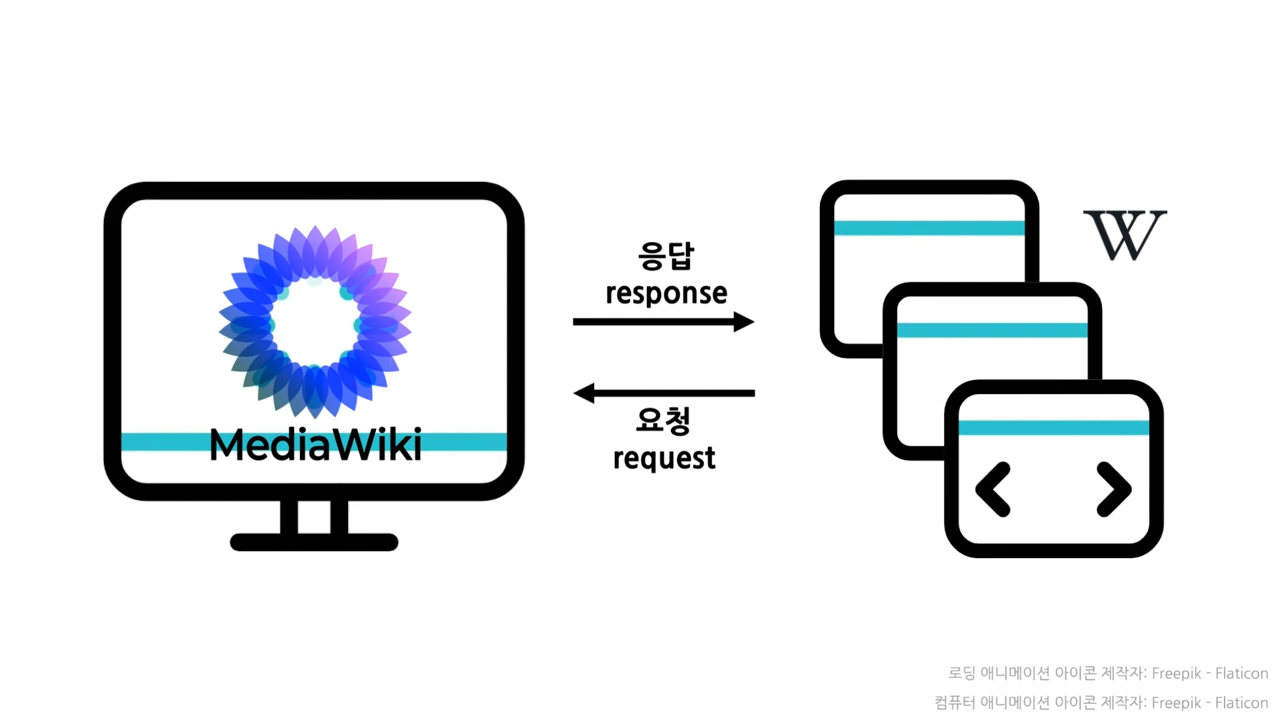 응답
response
요청
request
MediaWiki
W
로딩 애니메이션 아이콘 제작자: Freepik - Flaticon
컴퓨터 애니메이션 아이콘 제작자: Freepik - Flaticon